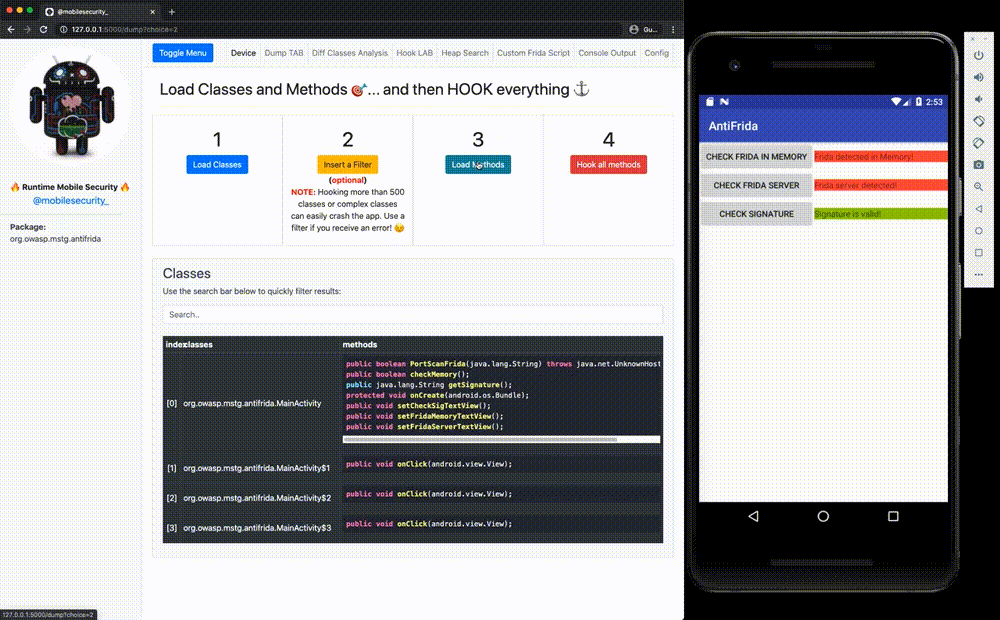 @mobilesecurity_
127.0.0.1:5000/dump?choice=2
Gu...
🔥 Runtime Mobile Security 🔥
@mobilesecurity_
Package:
org.owasp.mstg.antifrida
Toggle Menu
Device
Dump TAB
Diff Classes Analysis
Hook LAB
Heap Search
Custom Frida Script
Console Output
Config
Load Classes and Methods 🎯... and then HOOK everything ⚓
1
Load Classes
2
Insert a Filter
(optional)
NOTE: Hooking more than 500
classes or complex classes
can easily crash the app. Use a
filter if you receive an error! 😏
3
Load Methods
4
Hook all methods
Classes
Use the search bar below to quickly filter results:
Search..
index classes methods
[0] org.owasp.mstg.antifrida.MainActivity
public boolean PortScanFrida(java.lang.String) throws java.net.UnknownHost
public boolean checkMemory();
public java.lang.String getSignature();
protected void onCreate(android.os.Bundle);
public void setCheckSigTextView();
public void setFridaMemoryTextView();
public void setFridaServerTextView();
[1] org.owasp.mstg.antifrida.MainActivity$1 public void onClick(android.view.View);
[2] org.owasp.mstg.antifrida.MainActivity$2 public void onClick(android.view.View);
[3] org.owasp.mstg.antifrida.MainActivity$3 public void onClick(android.view.View);
127.0.0.1:5000/dump?choice=2
2:53
AntiFrida
CHECK FRIDA IN MEMORY Frida detected in Memory!
CHECK FRIDA SERVER Frida server detected!
CHECK SIGNATURE Signature is valid!